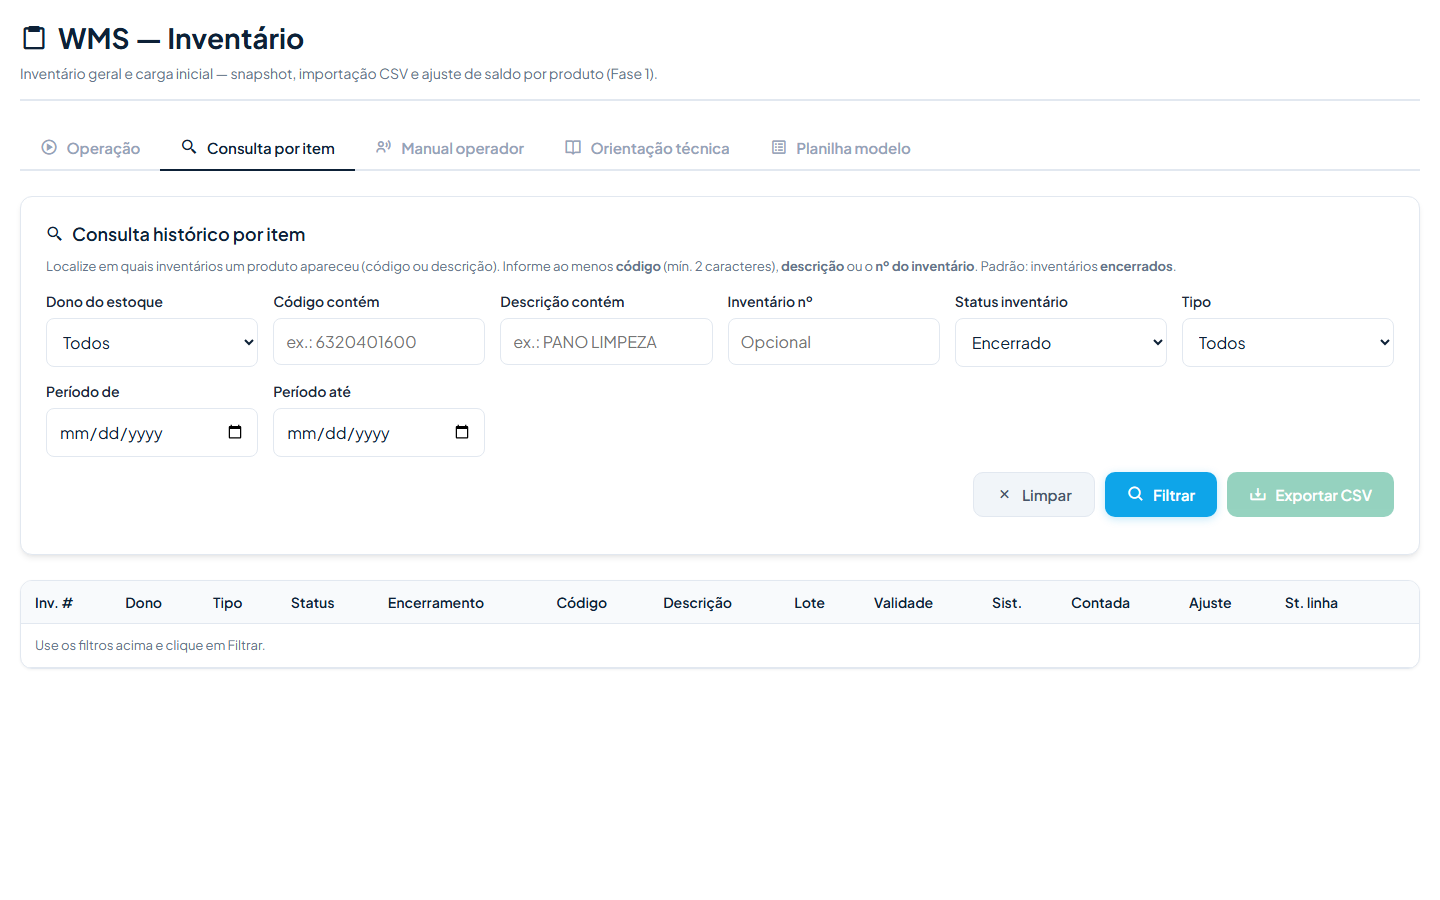 WMS — Inventário
Inventário geral e carga inicial — snapshot, importação CSV e ajuste de saldo por produto (Fase 1).
Operação Consulta por item Manual operador Orientação técnica Planilha modelo
Consulta histórico por item
Localize em quais inventários um produto apareceu (código ou descrição). Informe ao menos código (mín. 2 caracteres), descrição ou o nº do inventário. Padrão: inventários encerrados.
Dono do estoque Código contém Descrição contém Inventário nº Status inventário Tipo
Todos ex.: 6320401600 ex.: PANO LIMPEZA Opcional Encerrado Todos
Período de Período até
mm/dd/yyyy mm/dd/yyyy
Limpar Filtrar Exportar CSV
Inv. # Dono Tipo Status Encerramento Código Descrição Lote Validade Sist. Contada Ajuste St. linha
Use os filtros acima e clique em Filtrar.